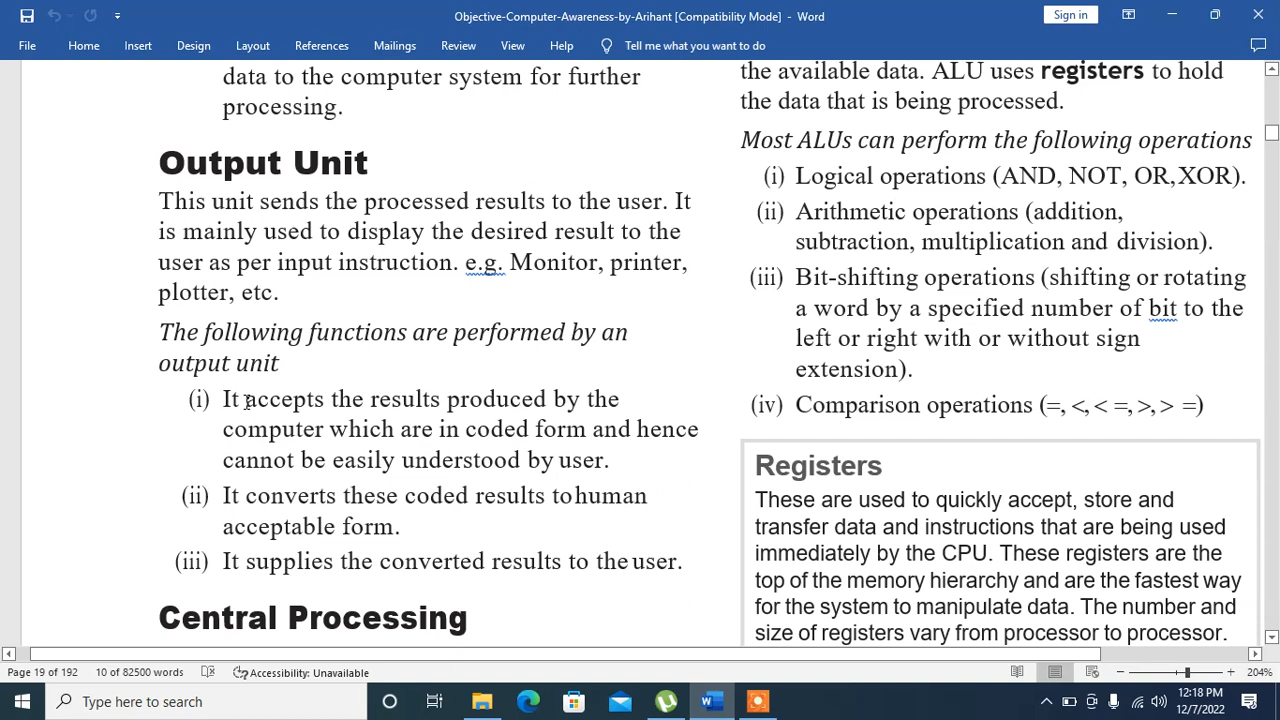 Objective-Computer-Awareness-by-Arihant [Compatibility Mode] - Word
Sign in
File Home Insert Design Layout References Mailings Review View Help Tell me what you want to do
data to the computer system for further
processing.
Output Unit
This unit sends the processed results to the user. It
is mainly used to display the desired result to the
user as per input instruction. e.g. Monitor, printer,
plotter, etc.
The following functions are performed by an
output unit
(i) It accepts the results produced by the
computer which are in coded form and hence
cannot be easily understood by user.
(ii) It converts these coded results to human
acceptable form.
(iii) It supplies the converted results to the user.
Central Processing
the available data. ALU uses registers to hold
the data that is being processed.
Most ALUs can perform the following operations
(i) Logical operations (AND, NOT, OR, XOR).
(ii) Arithmetic operations (addition,
subtraction, multiplication and division).
(iii) Bit-shifting operations (shifting or rotating
a word by a specified number of bit to the
left or right with or without sign
extension).
(iv) Comparison operations (=, <, < =, >, > =)
Registers
These are used to quickly accept, store and
transfer data and instructions that are being used
immediately by the CPU. These registers are the
top of the memory hierarchy and are the fastest way
for the system to manipulate data. The number and
size of registers vary from processor to processor.
Page 19 of 192 10 of 82500 words Accessibility: Unavailable 204%
Type here to search
12:18 PM
12/7/2022